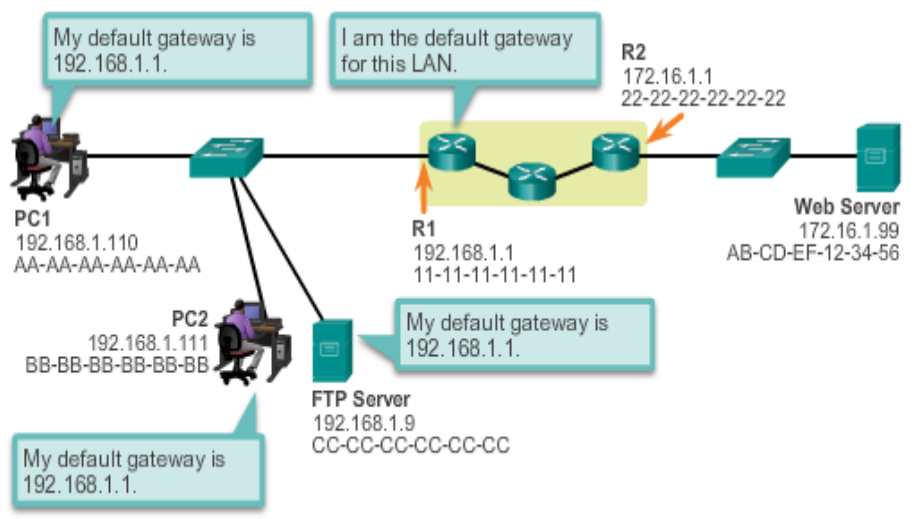 My default gateway is
192.168.1.1.
I am the default gateway
for this LAN.
R2
172.16.1.1
22-22-22-22-22-22
PC1
192.168.1.110
AA-AA-AA-AA-AA-AA
R1
192.168.1.1
11-11-11-11-11-11
Web Server
172.16.1.99
AB-CD-EF-12-34-56
PC2
192.168.1.111
BB-BB-BB-BB-BB-BB
My default gateway is
192.168.1.1.
FTP Server
192.168.1.9
CC-CC-CC-CC-CC-CC
My default gateway is
192.168.1.1.